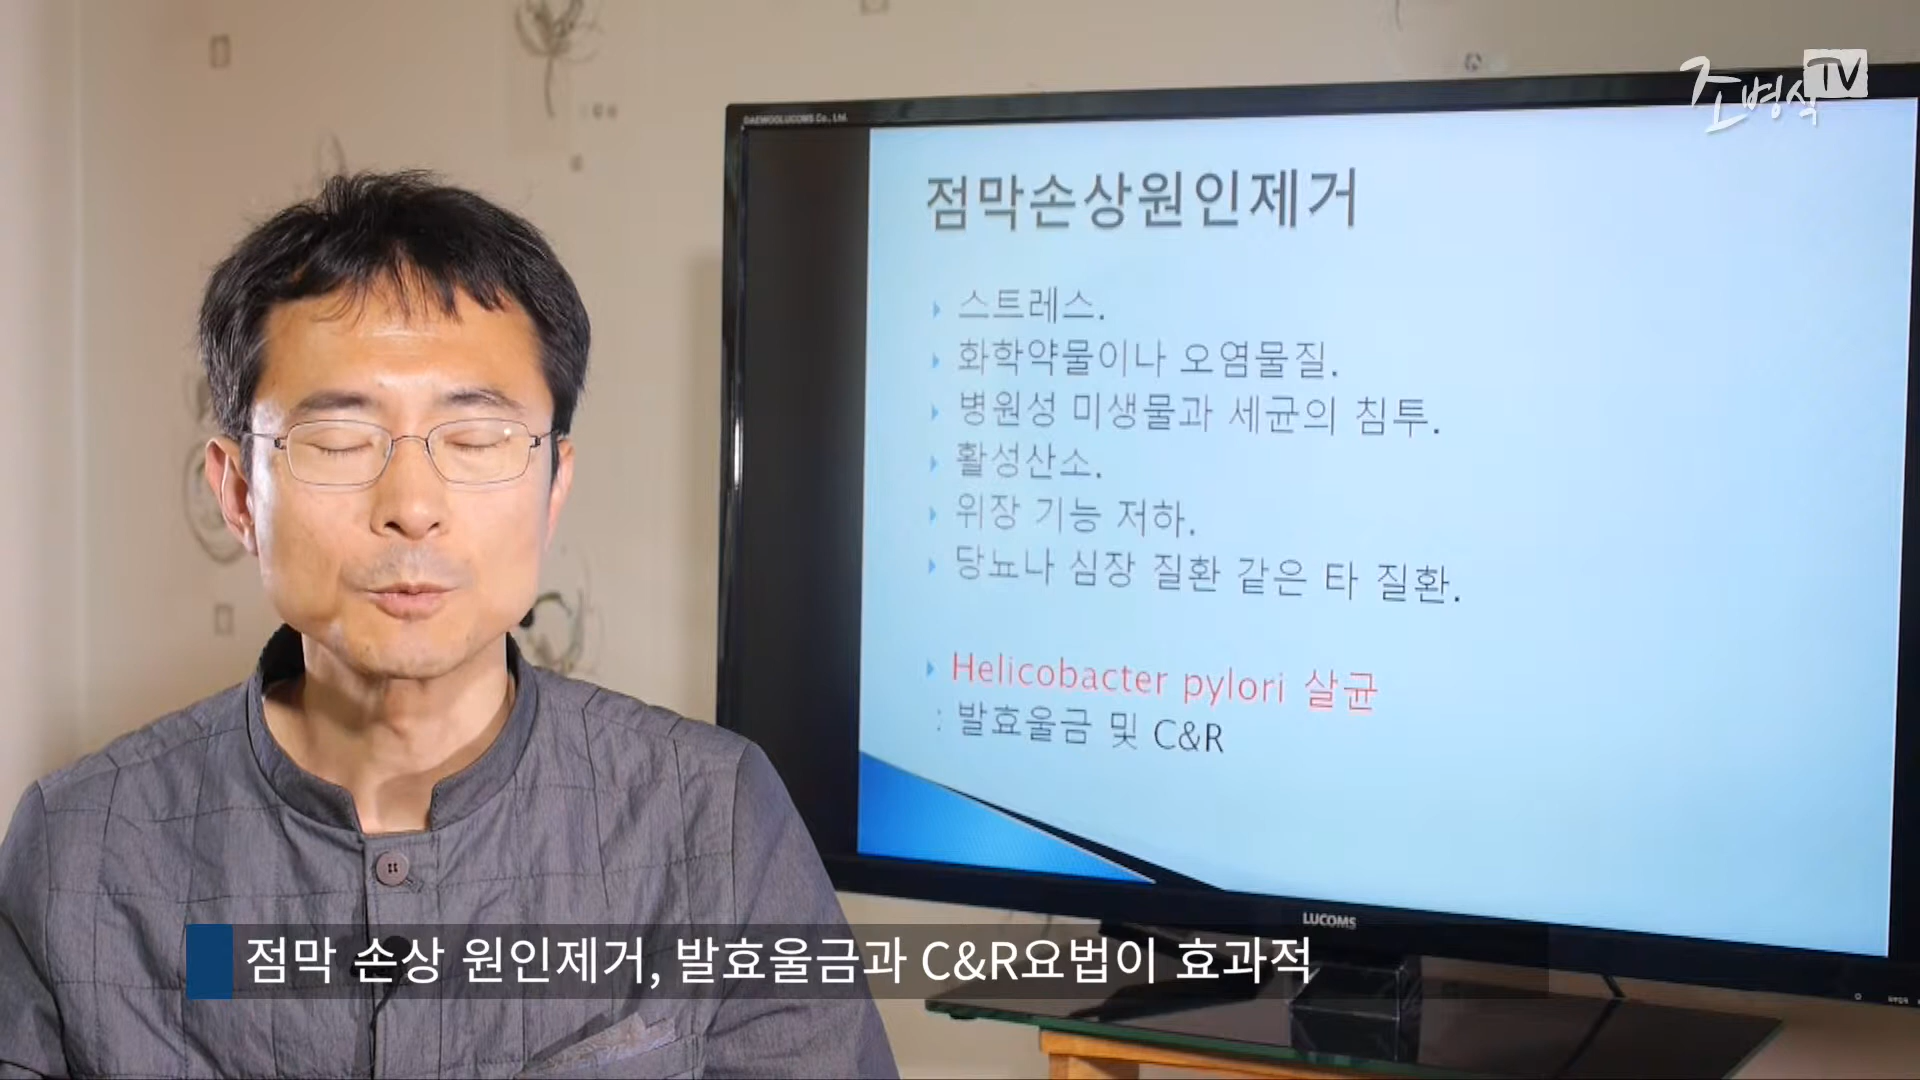 조병식TV
DAEWOOLUCOMS Co., Ltd.
점막손상원인제거
스트레스.
화학약물이나 오염물질.
병원성 미생물과 세균의 침투.
활성산소.
위장 기능 저하.
당뇨나 심장 질환 같은 타 질환.
Helicobacter pylori 살균
: 발효울금 및 C&R
LUCOMS
점막 손상 원인제거, 발효울금과 C&R요법이 효과적